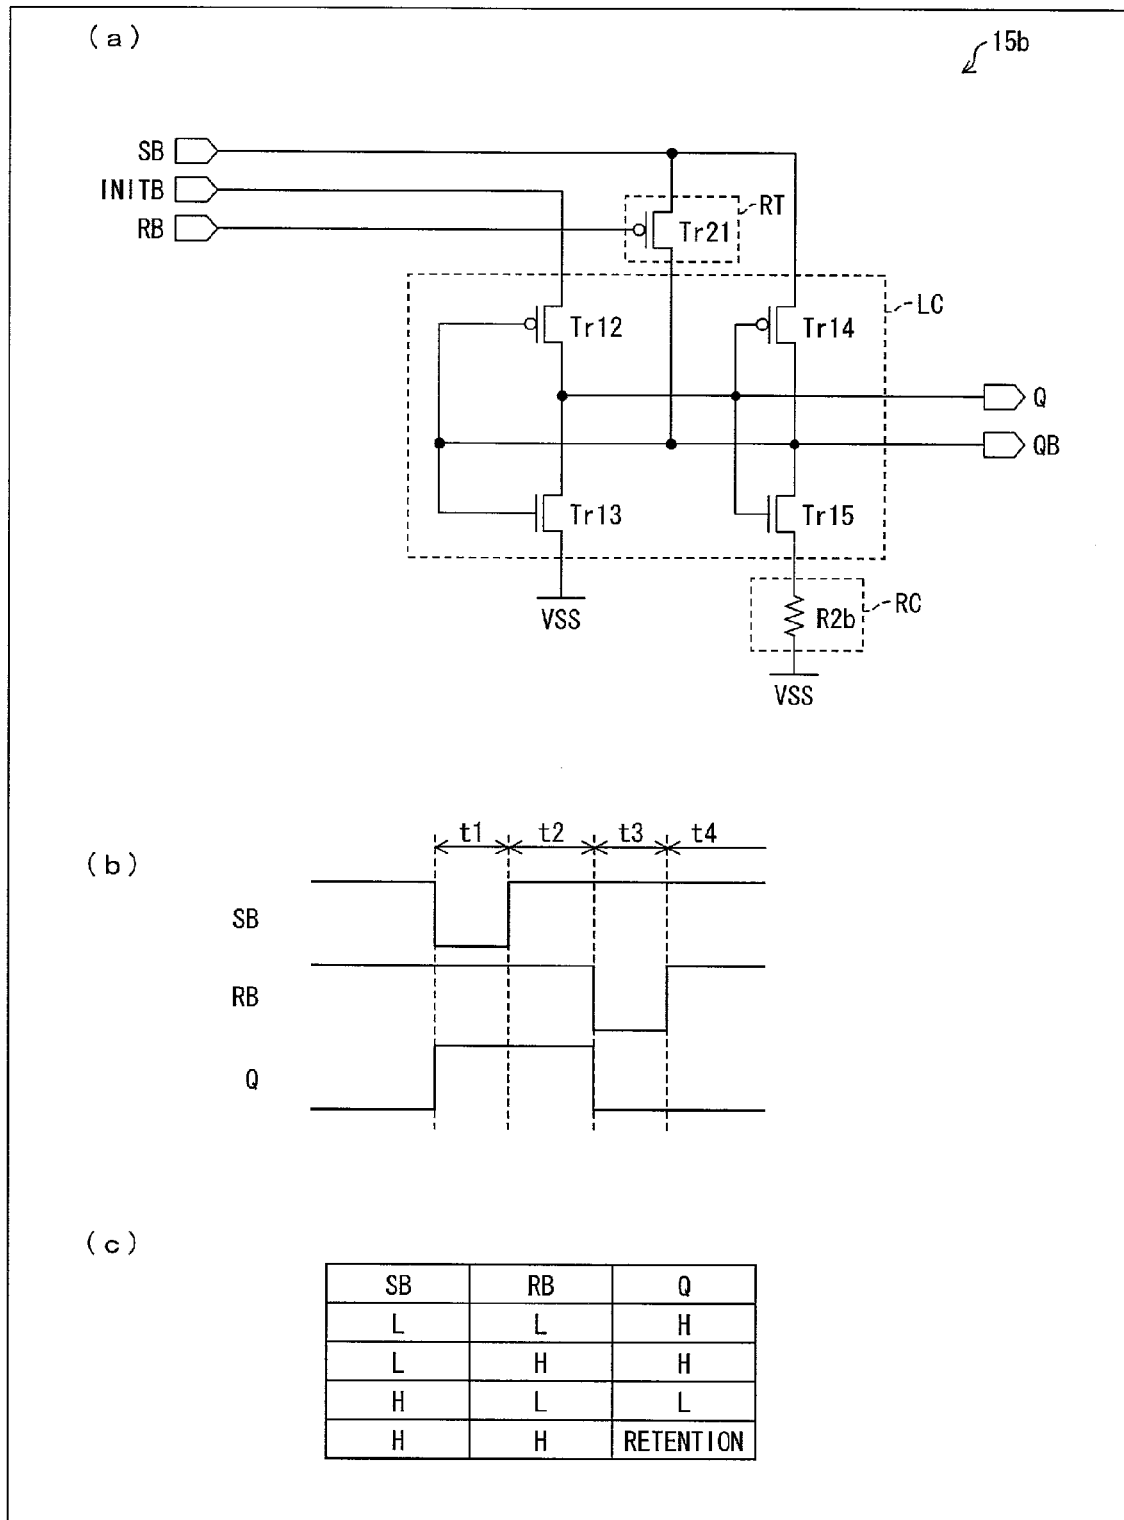 (a)
15b
SB
INITB
RB
RT
Tr21
LC
Tr12
Tr14
Q
QB
Tr13
Tr15
VSS
R2b
RC
VSS
(b)
t1 t2 t3 t4
SB
RB
Q
(c)
SB RB Q
L L H
L H H
H L L
H H RETENTION